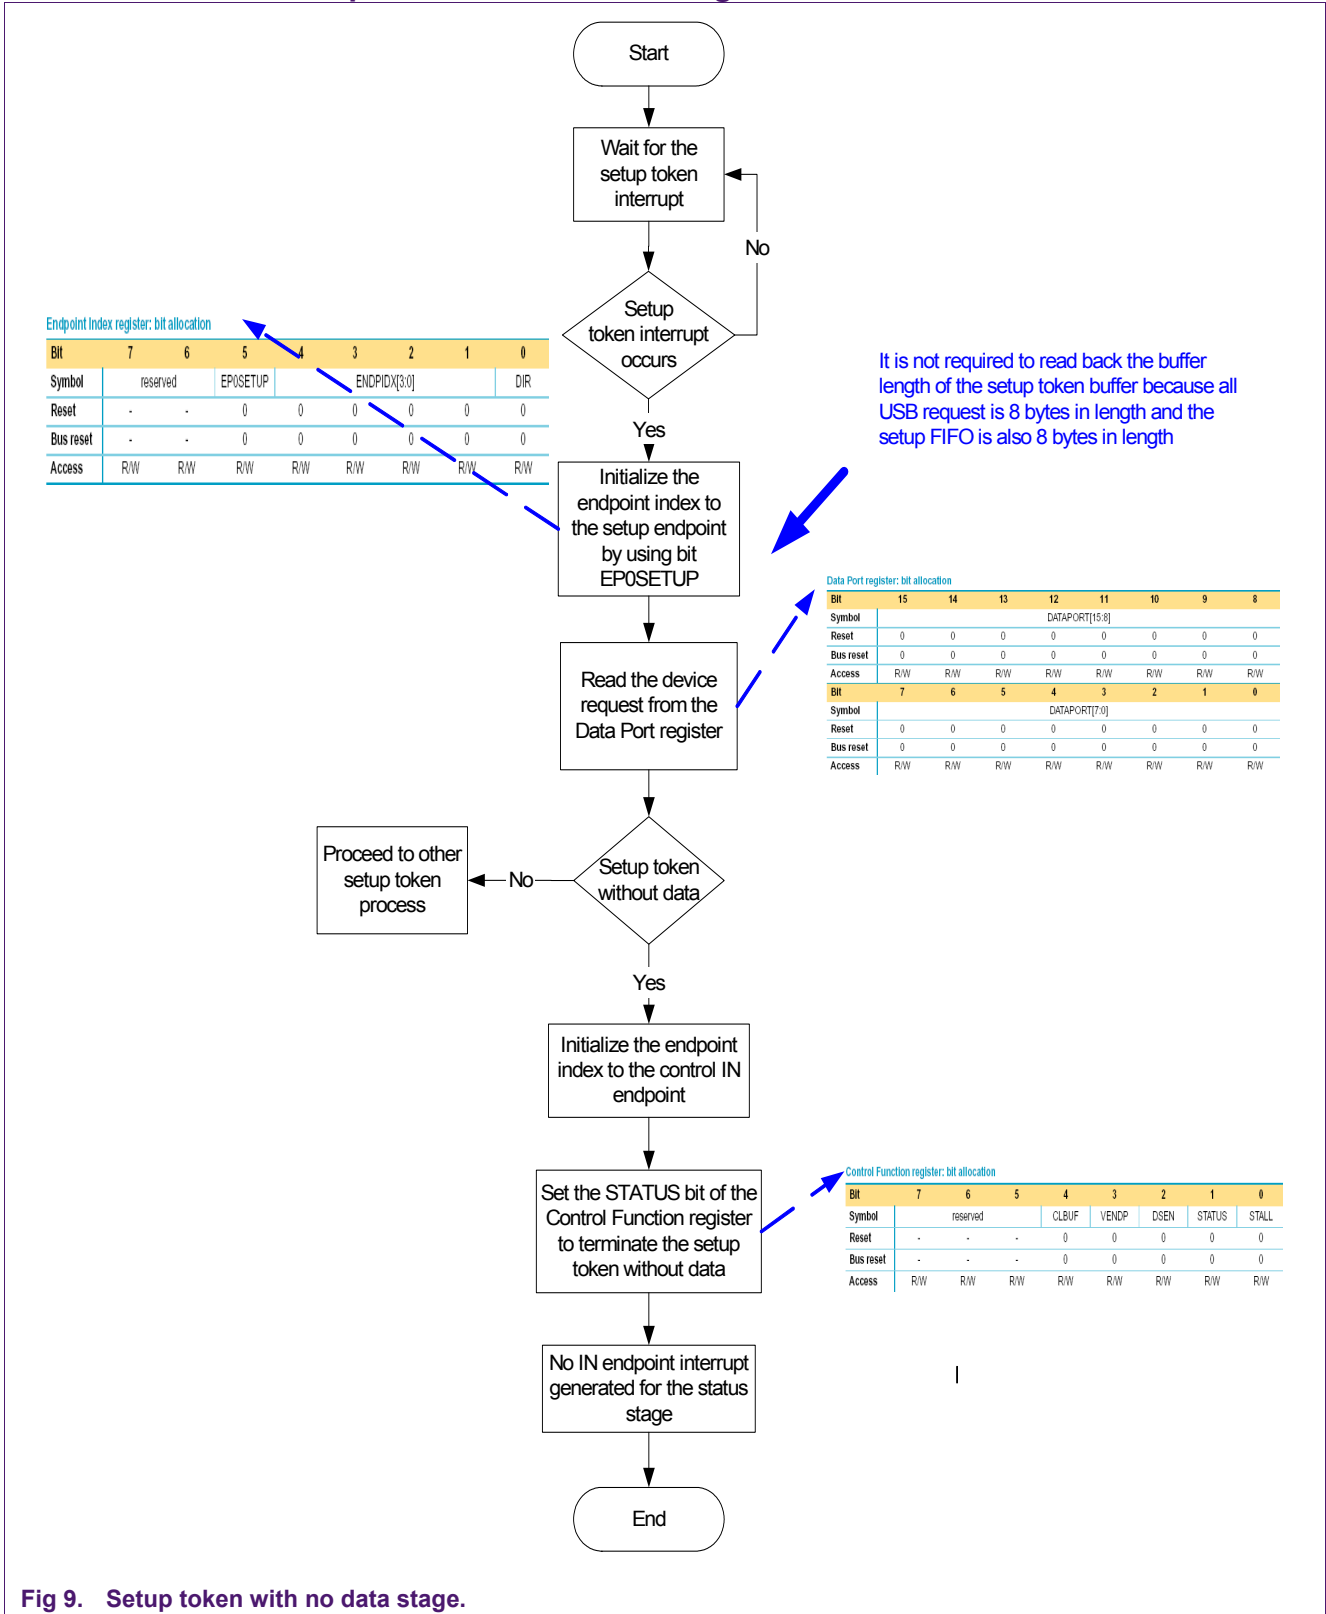 Start
Wait for the
setup token
interrupt
No
Setup
token interrupt
occurs
Yes
Endpoint Index register: bit allocation
Bit 7 6 5 4 3 2 1 0
Symbol reserved EP0SETUP ENDPIDX[3:0] DIR
Reset - - 0 0 0 0 0 0
Bus reset - - 0 0 0 0 0 0
Access R/W R/W R/W R/W R/W R/W R/W R/W
It is not required to read back the buffer
length of the setup token buffer because all
USB request is 8 bytes in length and the
setup FIFO is also 8 bytes in length
Initialize the
endpoint index to
the setup endpoint
by using bit
EP0SETUP
Data Port register: bit allocation
Bit 15 14 13 12 11 10 9 8
Symbol DATAPORT[15:8]
Reset 0 0 0 0 0 0 0 0
Bus reset 0 0 0 0 0 0 0 0
Access R/W R/W R/W R/W R/W R/W R/W R/W
Bit 7 6 5 4 3 2 1 0
Symbol DATAPORT[7:0]
Reset 0 0 0 0 0 0 0 0
Bus reset 0 0 0 0 0 0 0 0
Access R/W R/W R/W R/W R/W R/W R/W R/W
Read the device
request from the
Data Port register
Setup token
without data
No
Proceed to other
setup token
process
Yes
Initialize the endpoint
index to the control IN
endpoint
Set the STATUS bit of the
Control Function register
to terminate the setup
token without data
Control Function register: bit allocation
Bit 7 6 5 4 3 2 1 0
Symbol reserved CLBUF VENDP DSEN STATUS STALL
Reset - - - 0 0 0 0 0
Bus reset - - - 0 0 0 0 0
Access R/W R/W R/W R/W R/W R/W R/W R/W
No IN endpoint interrupt
generated for the status
stage
End
Fig 9. Setup token with no data stage.